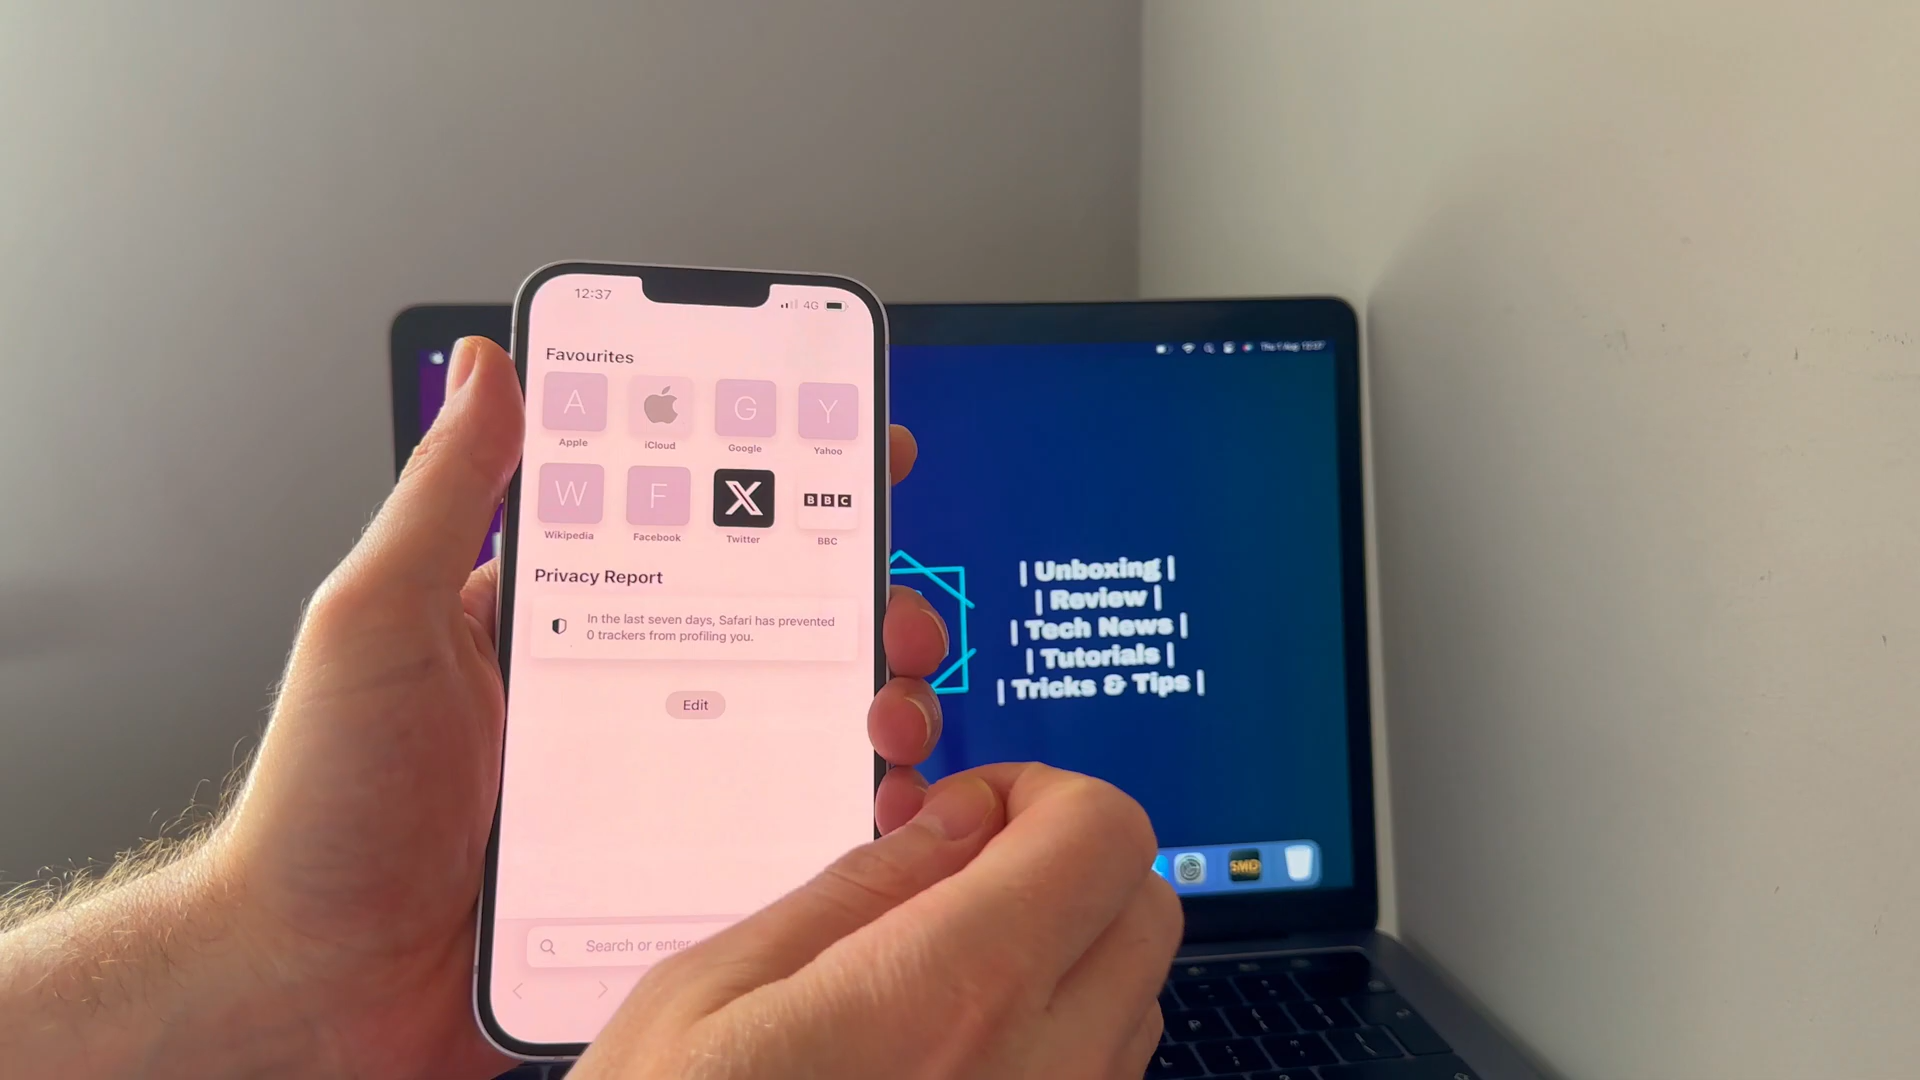 12:37
4G
Favourites
A
G
Y
Apple
iCloud
Google
Yahoo
W
F
X
BBC
Wikipedia
Facebook
Twitter
BBC
Privacy Report
In the last seven days, Safari has prevented
0 trackers from profiling you.
Edit
Search or enter
| Unboxing |
| Review |
| Tech News |
| Tutorials |
| Tricks & Tips |
SMD